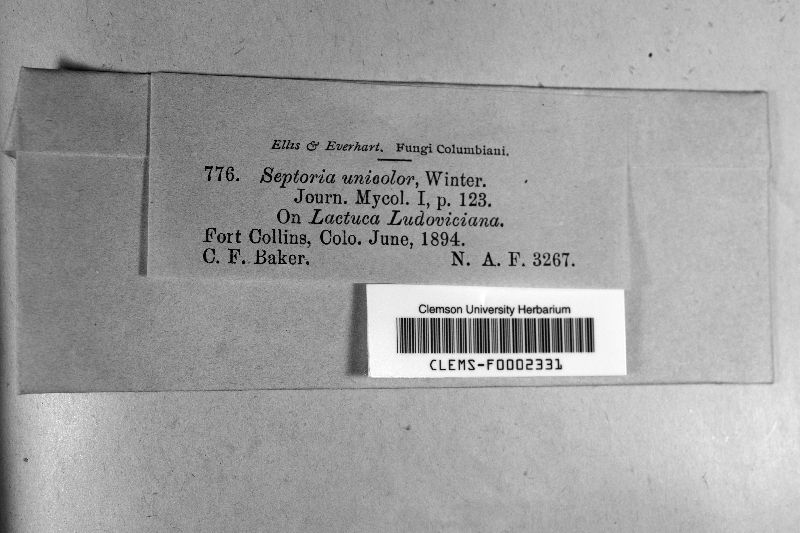 Ellis & Everhart. Fungi Columbiani.
776. Septoria unicolor, Winter.
Journ. Mycol. I, p. 123.
On Lactuca Ludoviciana.
Fort Collins, Colo. June, 1894.
C. F. Baker. N. A. F. 3267.
Clemson University Herbarium
CLEMS-F0002331